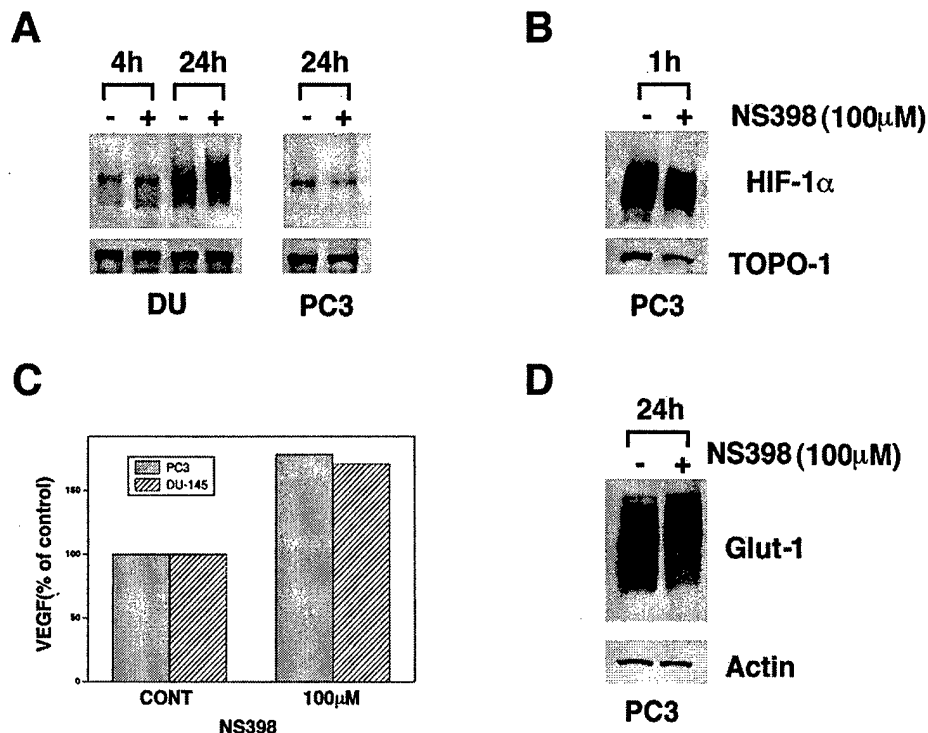 A
4h 24h 24h
- + - + - +
DU PC3
B
1h
- + NS398 (100μM)
HIF-1α
TOPO-1
PC3
C
VEGF(% of control)
150
100
50
0
PC3
DU-145
CONT 100μM
NS398
D
24h
- + NS398 (100μM)
Glut-1
Actin
PC3